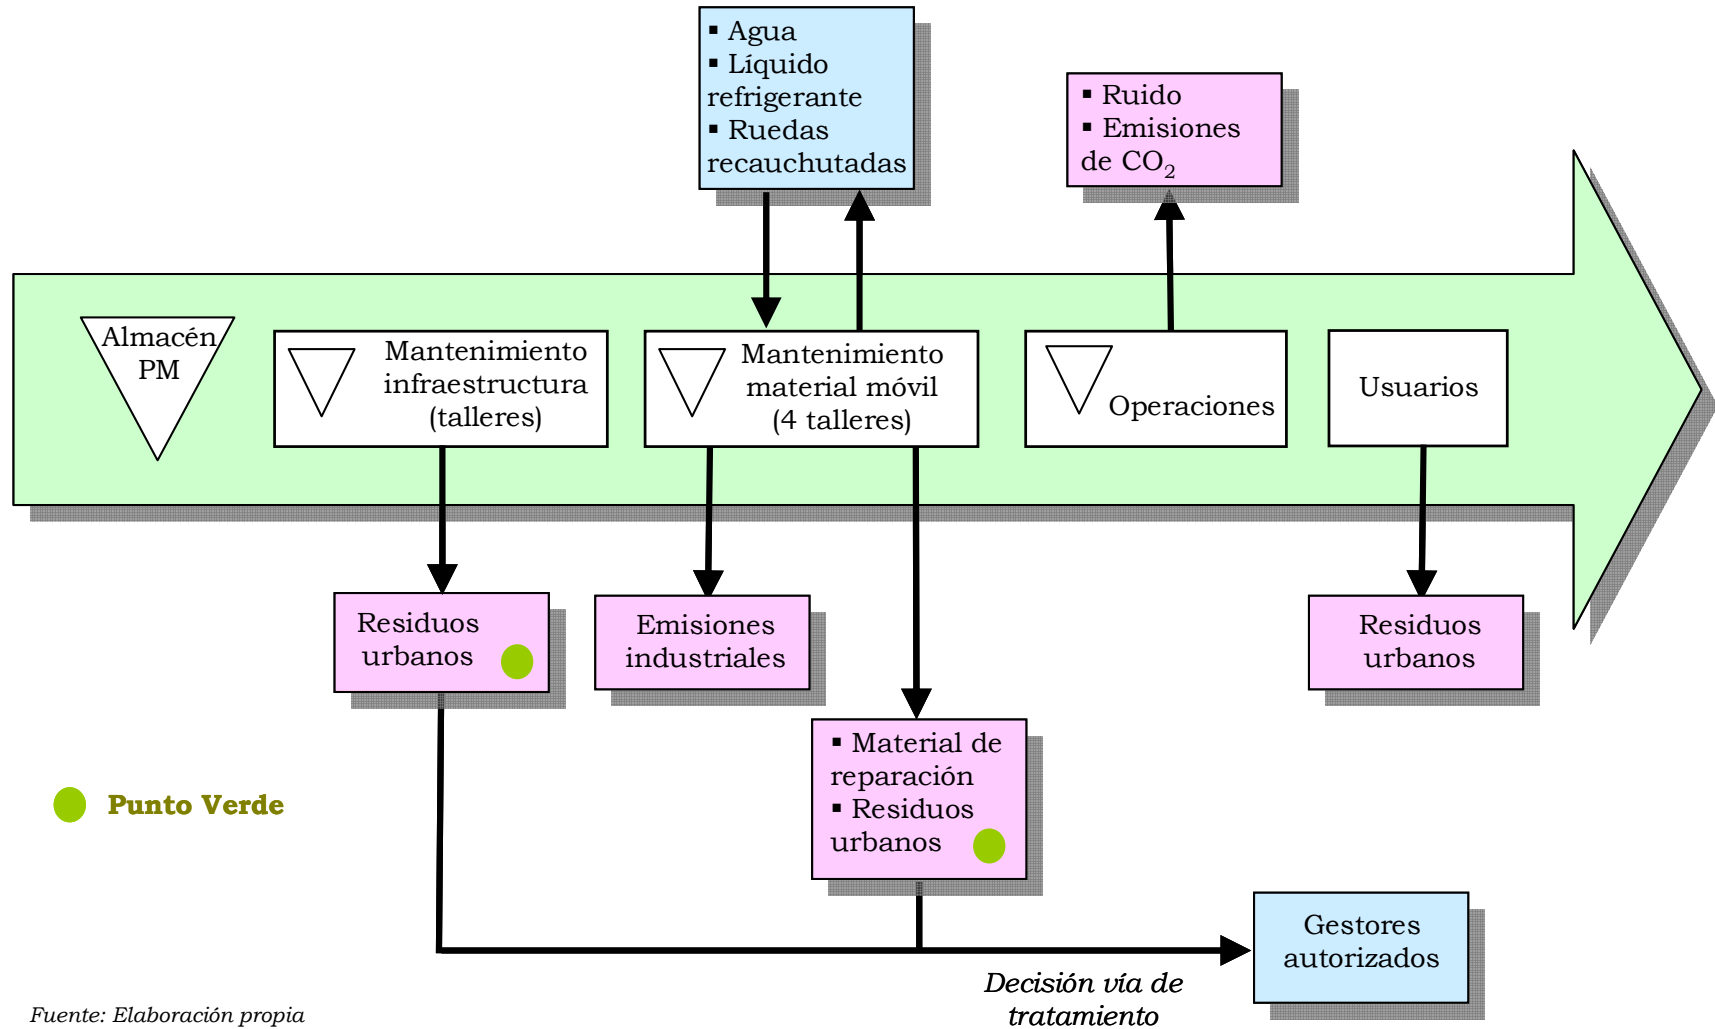 ▪ Agua
▪ Líquido
refrigerante
▪ Ruedas
recauchutadas
▪ Ruido
▪ Emisiones
de CO₂
Almacén
PM
Mantenimiento
infraestructura
(talleres)
Mantenimiento
material móvil
(4 talleres)
Operaciones
Usuarios
Residuos
urbanos
Emisiones
industriales
Residuos
urbanos
▪ Material de
reparación
▪ Residuos
urbanos
Punto Verde
Gestores
autorizados
Decisión vía de
tratamiento
Fuente: Elaboración propia